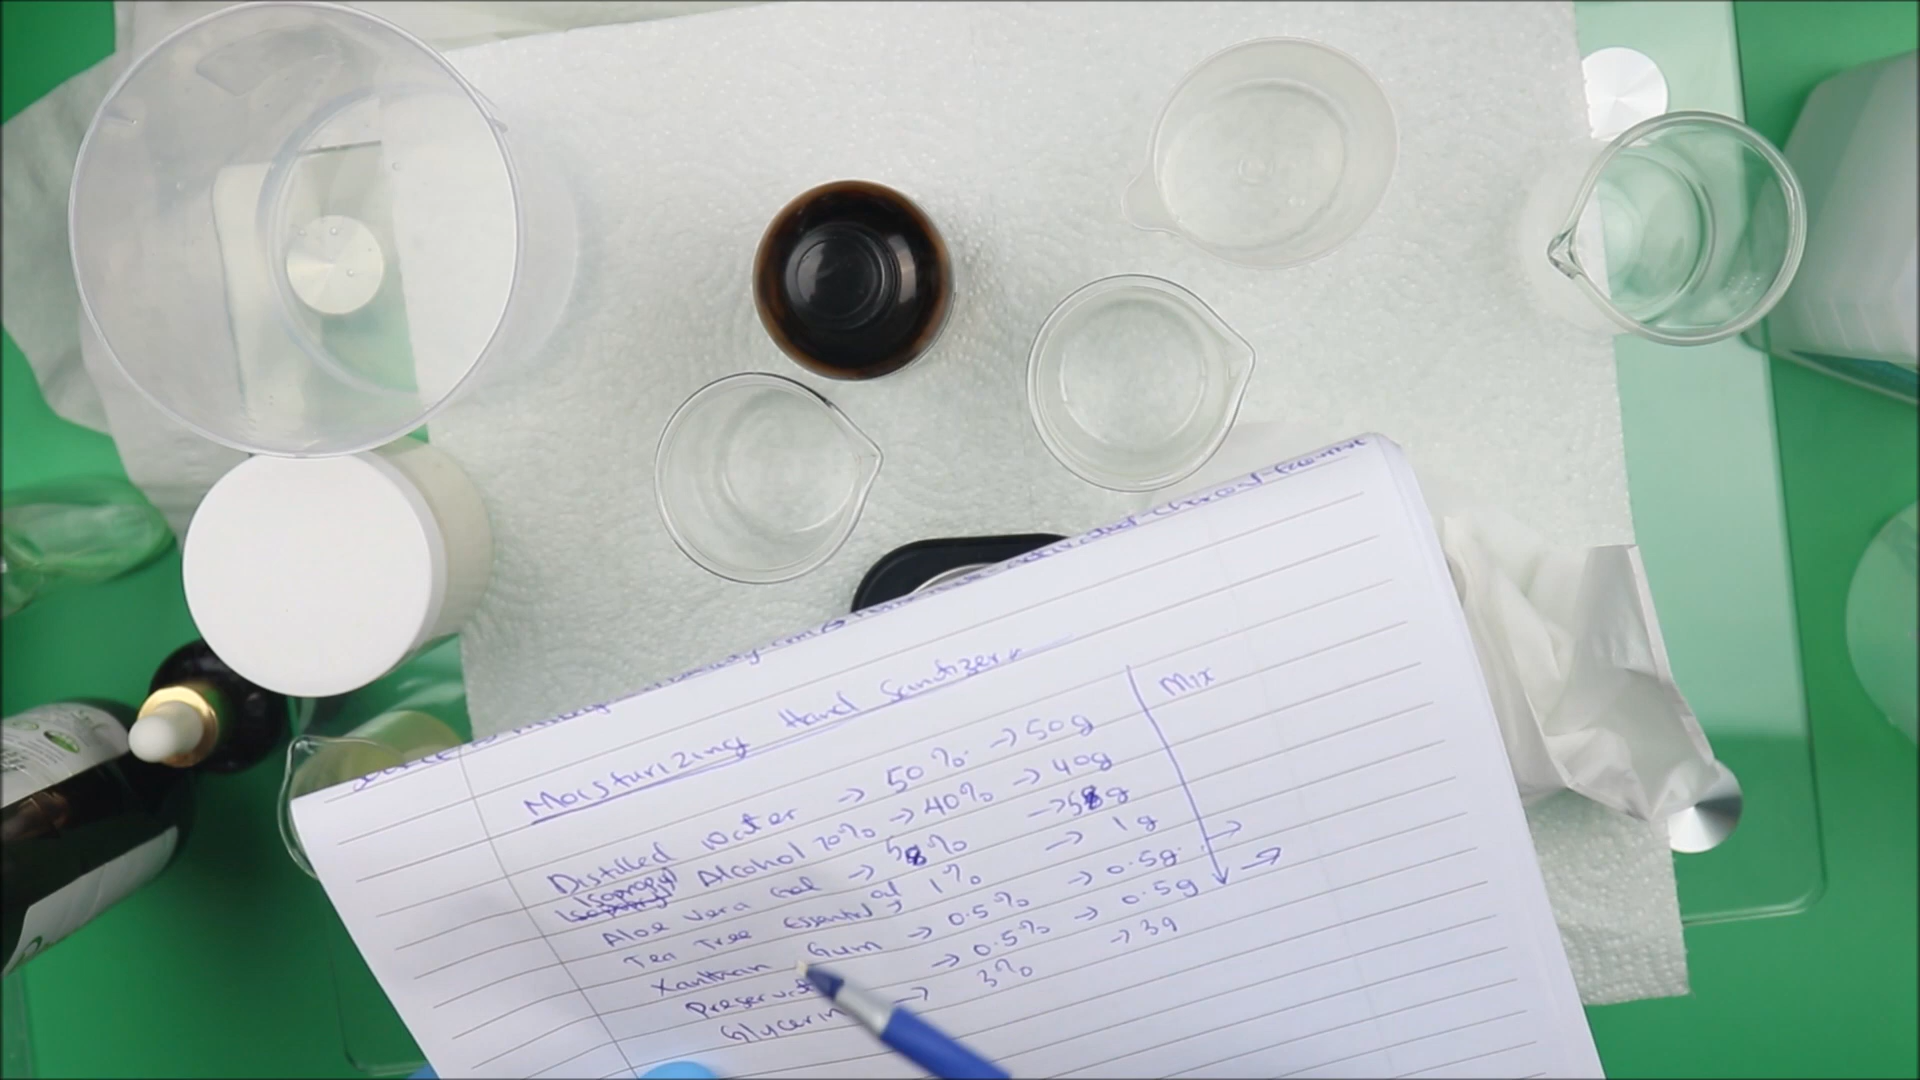 Moisturizing Hand Sanitizer
Mix
Distilled water → 50% → 50g
Isopropyl Alcohol 70% → 40% → 40g
Aloe vera Gel → 5% → 5g
Tea Tree Essential oil → 1% → 1g
Xanthan Gum → 0.5% → 0.5g
→ 0.5% → 0.5g
Glycerin → 3% → 3g